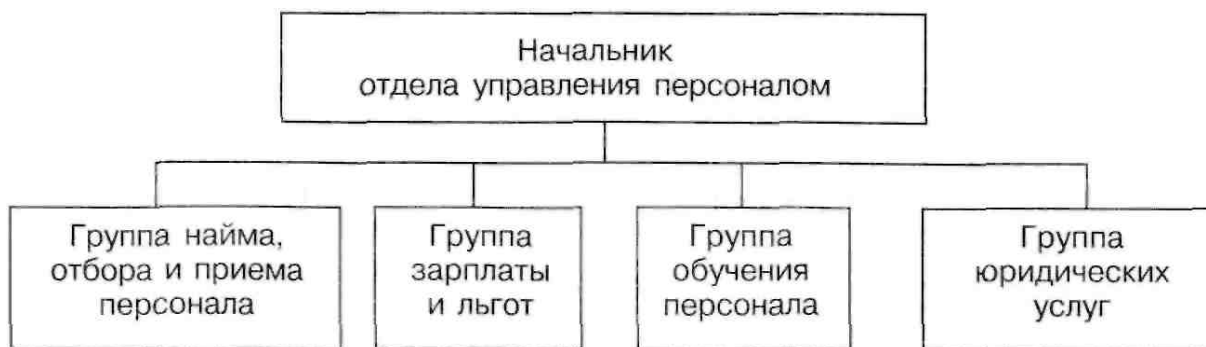 Начальник
отдела управления персоналом
Группа найма,
отбора и приема
персонала
Группа
зарплаты
и льгот
Группа
обучения
персонала
Группа
юридических
услуг